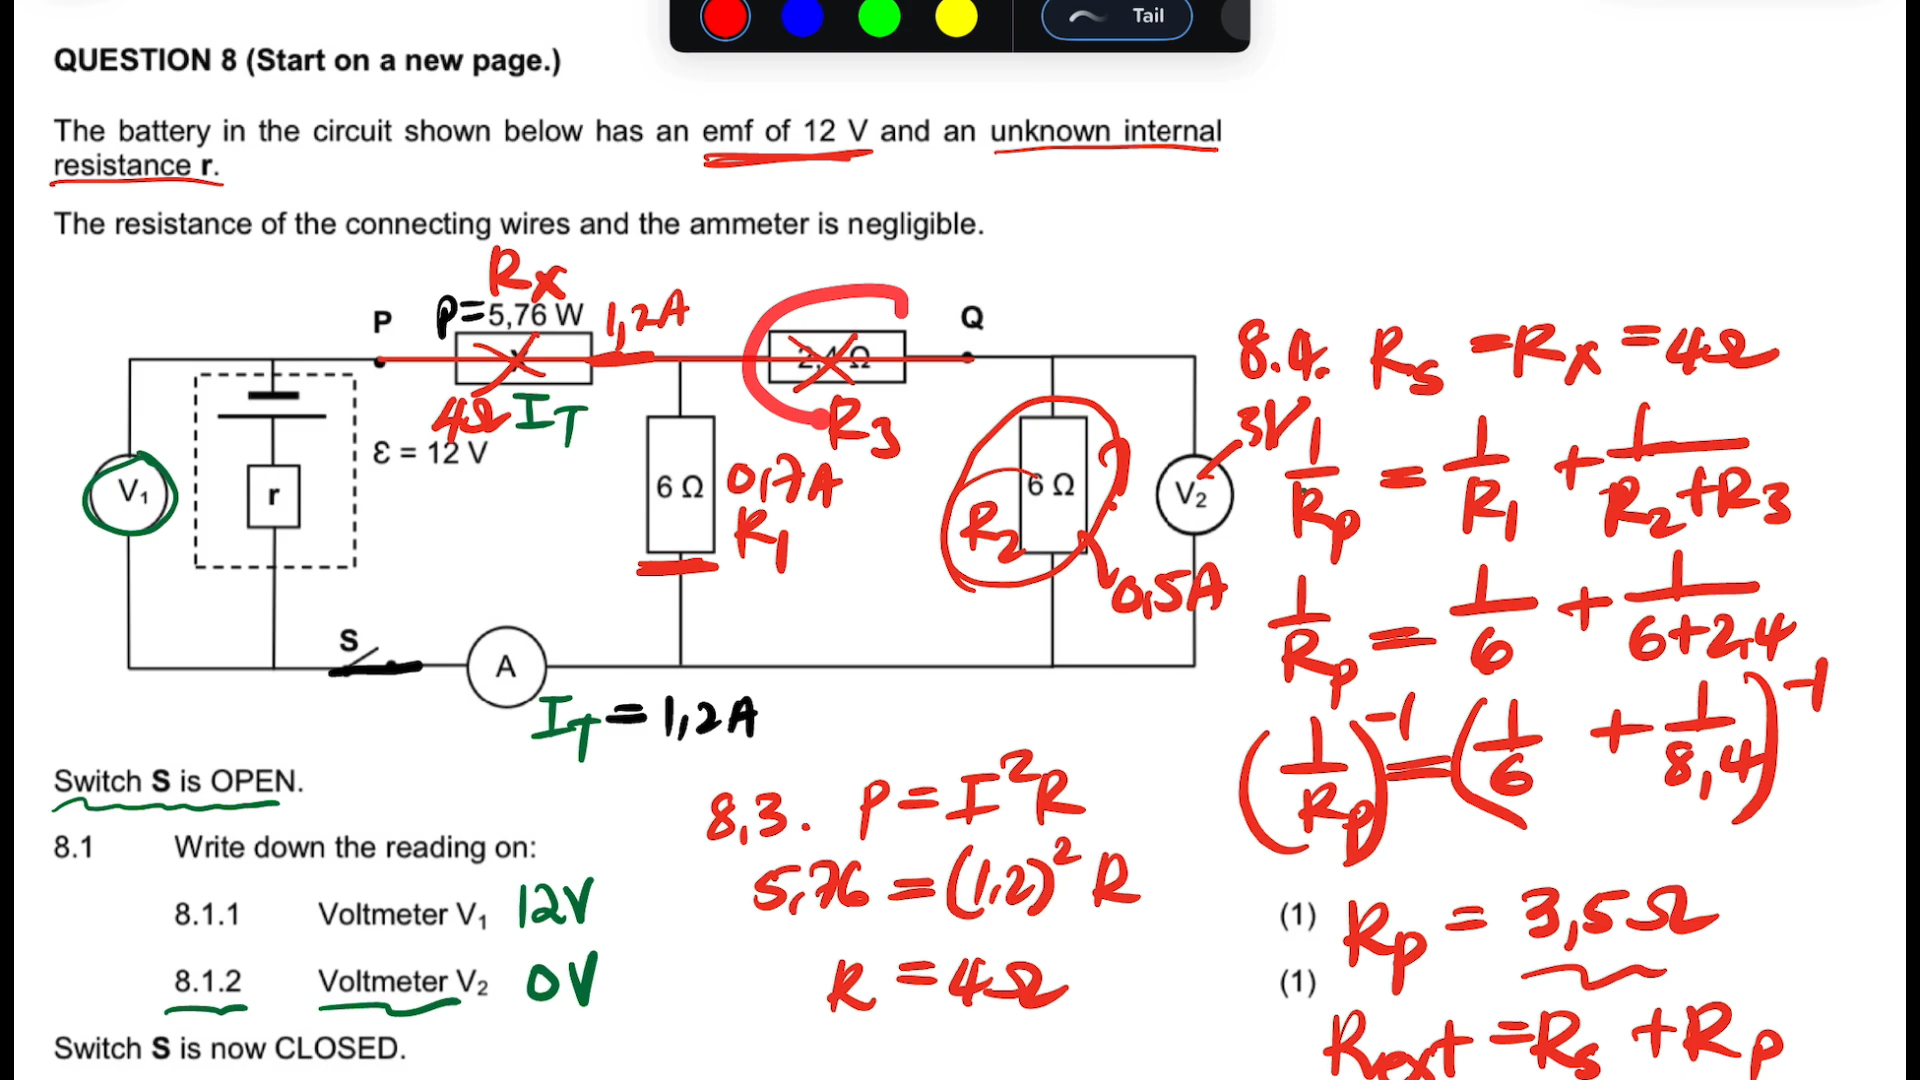 Tail
QUESTION 8 (Start on a new page.)
The battery in the circuit shown below has an emf of 12 V and an unknown internal
resistance r.
The resistance of the connecting wires and the ammeter is negligible.
Rx
P
P=
5,76 W
1,2A
Q
X
2,4 Ω
4Ω
IT
R3
ε = 12 V
V1
r
6 Ω
0,7A
R1
6 Ω
R2
V2
3V
0,5A
S
A
IT = 1,2A
8.4. Rs = Rx = 4Ω
1/Rp = 1/R1 + 1/R2+R3
1/Rp = 1/6 + 1/6+2,4
(1/Rp)-1 = (1/6 + 1/8,4)-1
Rp = 3,5Ω
Rext = Rs + Rp
Switch S is OPEN.
8.1 Write down the reading on:
8.1.1 Voltmeter V1 12V (1)
8.1.2 Voltmeter V2 0V (1)
Switch S is now CLOSED.
8,3. P = I²R
5,76 = (1,2)² R
R = 4Ω